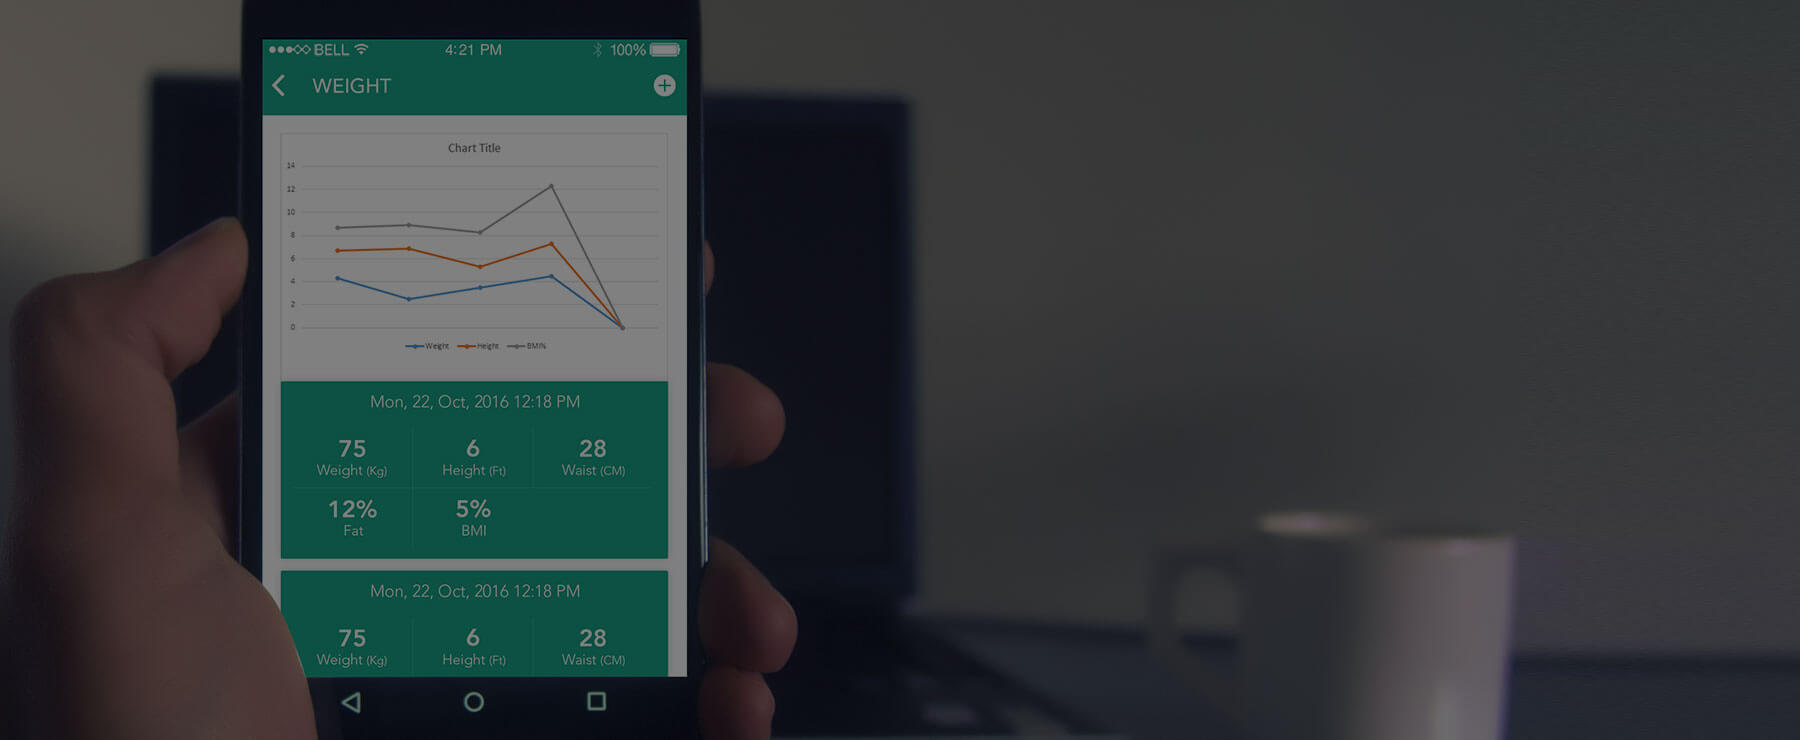 BELL 4:21 PM 100%
WEIGHT
Chart Title
14
12
10
8
6
4
2
0
Weight Height BMI%
Mon, 22, Oct, 2016 12:18 PM
75 6 28
Weight (Kg) Height (Ft) Waist (CM)
12% 5%
Fat BMI
Mon, 22, Oct, 2016 12:18 PM
75 6 28
Weight (Kg) Height (Ft) Waist (CM)